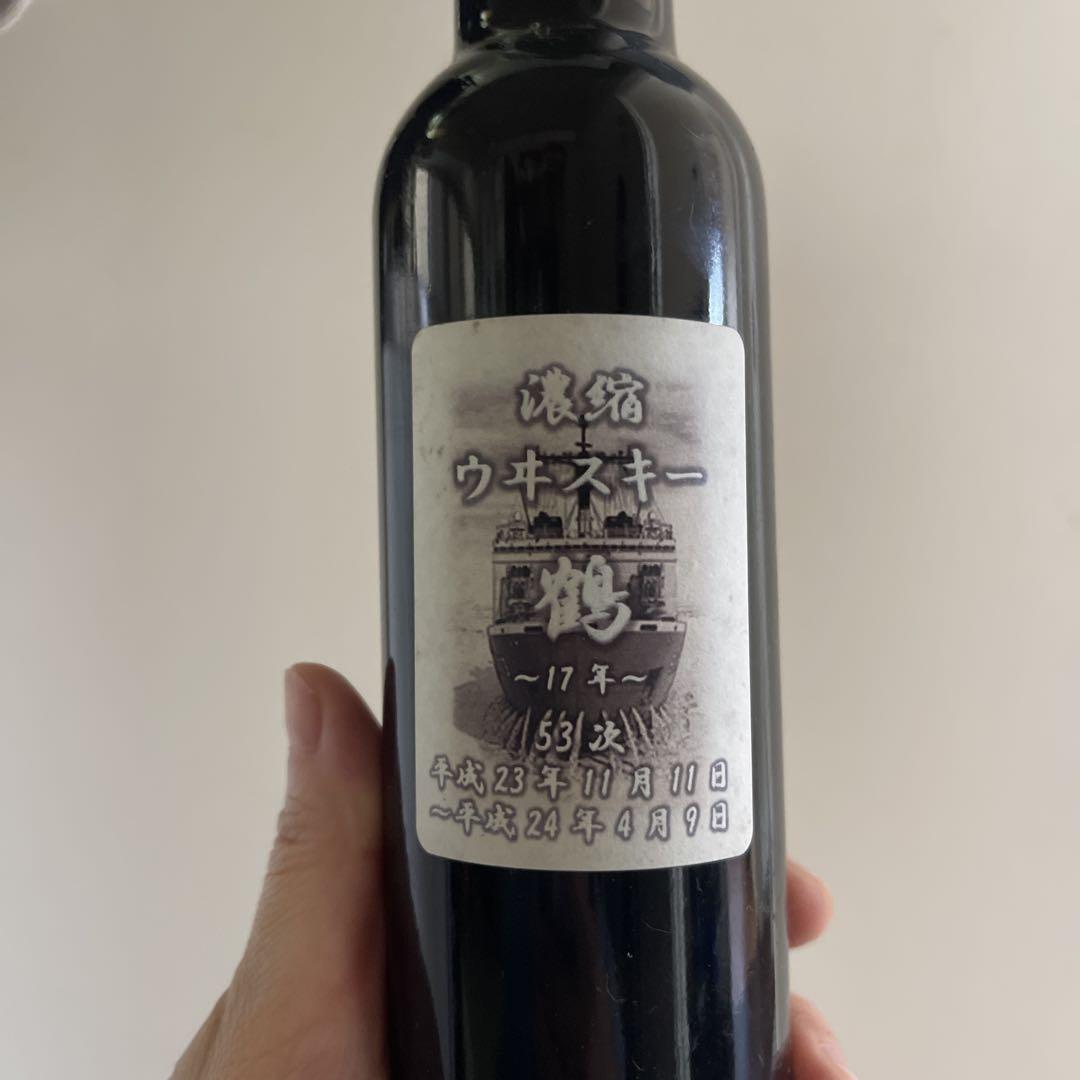 濃縮
ウヰスキー
鶴
～17年～
53次
平成23年11月11日
～平成24年4月9日